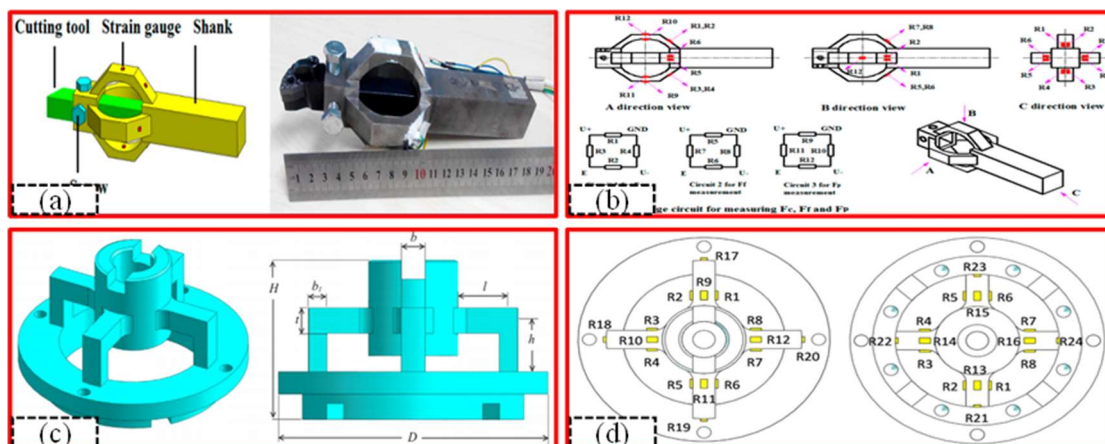 Cutting tool Strain gauge Shank
1 2 3 4 5 6 7 8 9 10 11 12 13 14 15 16 17 18 19
(a)
R12 R10
R1,R2
R6
R5
R3,R4
R11 R9
A direction view
R7,R8
R2
R12
R1
R5,R6
B direction view
R1 R2
R6
R5
R4 R3
C direction view
U+ GND
R1
R3 R4
R2
E U-
U+ GND
R5
R7 R8
R6
E U-
Circuit 2 for Ff
measurement
U+ GND
R9
R11 R10
R12
E U-
Circuit 3 for Fp
measurement
B
A
C
circuit for measuring Fc, Ff and Fp
(b)
b
H
b1
l
t
h
D
(c)
R17
R9
R2 R1
R18 R3 R8
R10 R12
R4 R7 R20
R5 R6
R11
R19
R23
R5 R6
R15
R4 R7
R22 R14 R16 R24
R3 R8
R13
R2 R1
R21
(d)